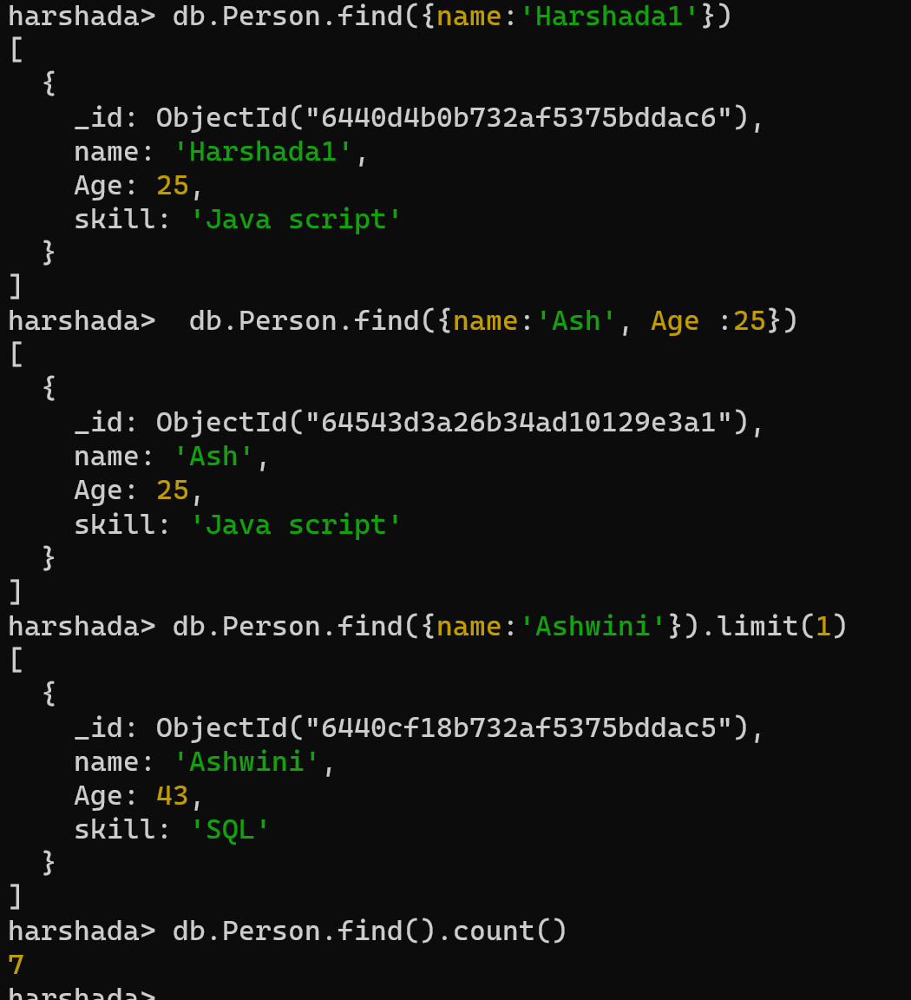 harshada> db.Person.find({name:'Harshada1'})
[
  {
    _id: ObjectId("6440d4b0b732af5375bddac6"),
    name: 'Harshada1',
    Age: 25,
    skill: 'Java script'
  }
]
harshada>  db.Person.find({name:'Ash', Age :25})
[
  {
    _id: ObjectId("64543d3a26b34ad10129e3a1"),
    name: 'Ash',
    Age: 25,
    skill: 'Java script'
  }
]
harshada> db.Person.find({name:'Ashwini'}).limit(1)
[
  {
    _id: ObjectId("6440cf18b732af5375bddac5"),
    name: 'Ashwini',
    Age: 43,
    skill: 'SQL'
  }
]
harshada> db.Person.find().count()
7
harshada>